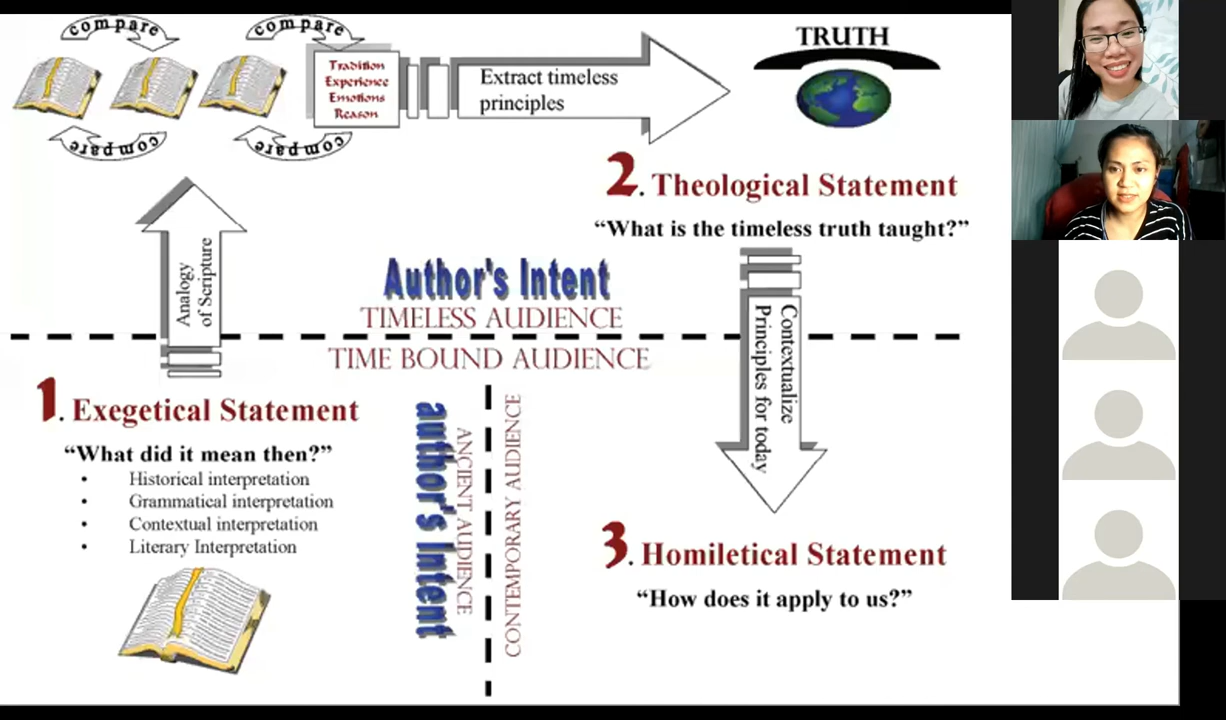 compare
compare
Tradition
Experience
Emotions
Reason
compare
compare
Extract timeless
principles
TRUTH
2. Theological Statement
“What is the timeless truth taught?”
Analogy
of Scripture
Author's Intent
TIMELESS AUDIENCE
TIME BOUND AUDIENCE
Contextualize
Principles for today
1. Exegetical Statement
“What did it mean then?”
• Historical interpretation
• Grammatical interpretation
• Contextual interpretation
• Literary Interpretation
author's Intent
ANCIENT AUDIENCE
CONTEMPORARY AUDIENCE
3. Homiletical Statement
“How does it apply to us?”